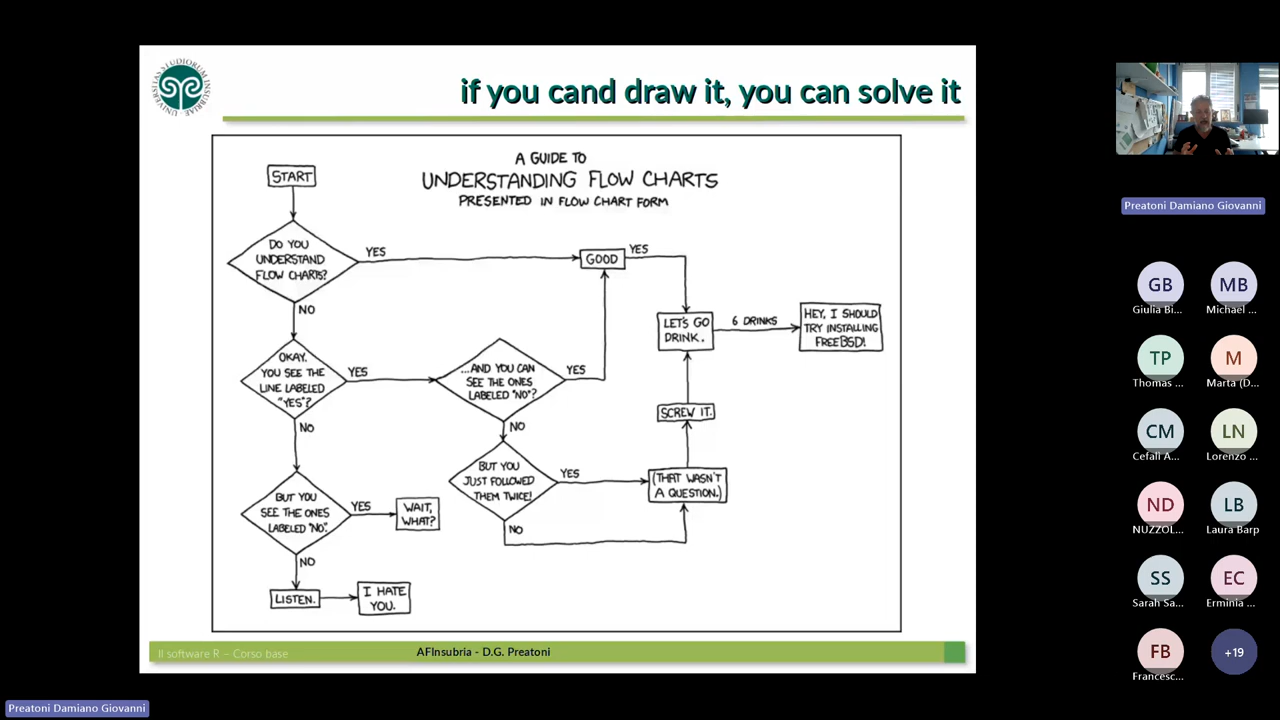 UNIVERSITAS STUDIORUM INSUBRIAE
if you cand draw it, you can solve it
A GUIDE TO
UNDERSTANDING FLOW CHARTS
PRESENTED IN FLOW CHART FORM
START
DO YOU
UNDERSTAND
FLOW CHARTS?
YES
GOOD
YES
NO
LET'S GO
DRINK.
6 DRINKS
HEY, I SHOULD
TRY INSTALLING
FREEBSD!
OKAY.
YOU SEE THE
LINE LABELED
"YES"?
YES
...AND YOU CAN
SEE THE ONES
LABELED "NO"?
YES
NO
NO
SCREW IT.
BUT YOU
JUST FOLLOWED
THEM TWICE!
YES
(THAT WASN'T
A QUESTION.)
NO
BUT YOU
SEE THE ONES
LABELED "NO".
YES
WAIT,
WHAT?
NO
LISTEN.
I HATE
YOU.
Il software R – Corso base
AFInsubria - D.G. Preatoni
Preatoni Damiano Giovanni
GB
MB
Giulia Bi...
Michael ...
TP
M
Thomas ...
Marta (D...
CM
LN
Cefalì A...
Lorenzo ...
ND
LB
NUZZOL...
Laura Barp
SS
EC
Sarah Sa...
Erminia ...
FB
+19
Francesc...
Preatoni Damiano Giovanni